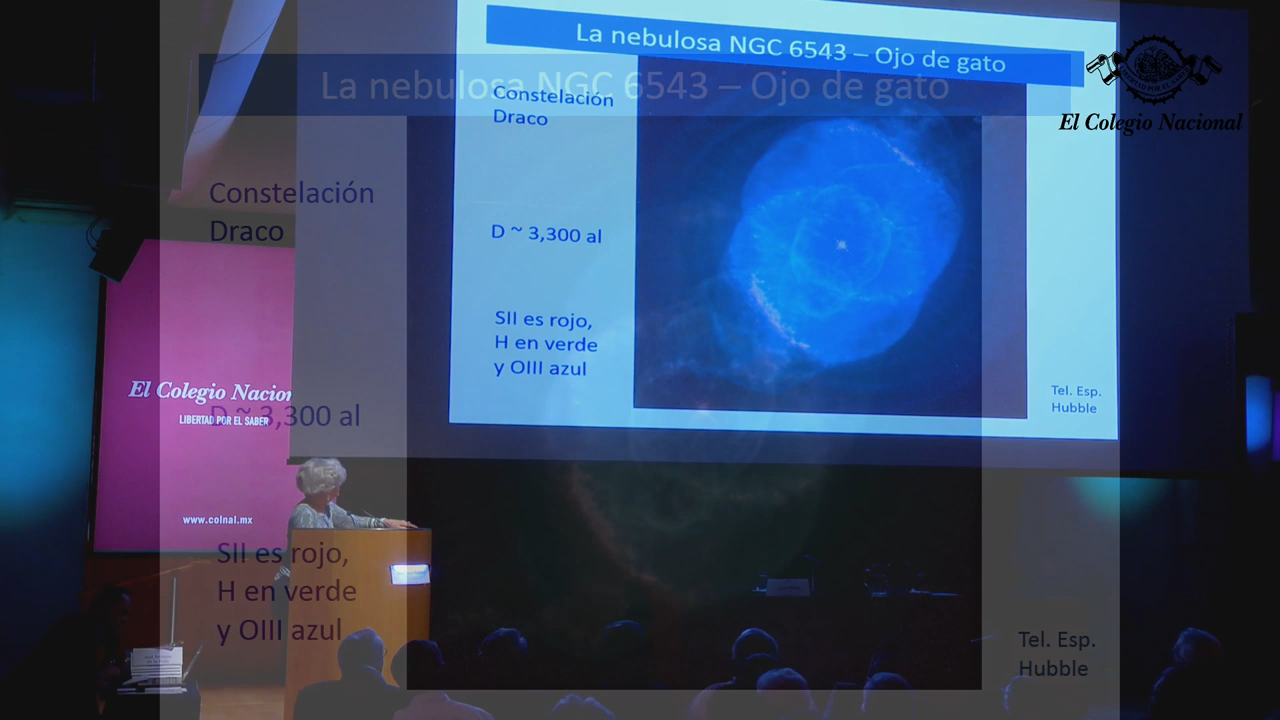 La nebulosa NGC 6543 – Ojo de gato
Constelación
Draco
D ~ 3,300 al
SII es rojo,
H en verde
y OIII azul
Tel. Esp.
Hubble
El Colegio Nacional
La nebulosa NGC 6543 – Ojo de gato
Constelación
Draco
D ~ 3,300 al
SII es rojo,
H en verde
y OIII azul
Tel. Esp.
Hubble
El Colegio Nacion
LIBERTAD POR EL SABER
www.colnal.mx